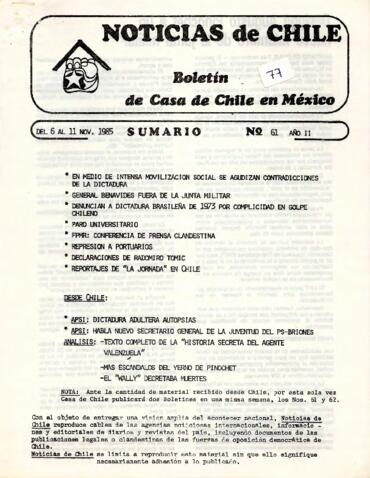 NOTICIAS de CHILE
Boletín
77
de Casa de Chile en México
DEL 6 AL 11 NOV. 1985 SUMARIO Nº 61 AÑO II
* EN MEDIO DE INTENSA MOVILIZACION SOCIAL SE AGUDIZAN CONTRADICCIONES
DE LA DICTADURA
* GENERAL BENAVIDES FUERA DE LA JUNTA MILITAR
* DENUNCIAN A DICTADURA BRASILEÑA DE 1973 POR COMPLICIDAD EN GOLPE
CHILENO
* PARO UNIVERSITARIO
* FPMR: CONFERENCIA DE PRENSA CLANDESTINA
* REPRESION A PORTUARIOS
* DECLARACIONES DE RADOMIRO TOMIC
* REPORTAJES DE "LA JORNADA" EN CHILE
DESDE CHILE:
* APSI: DICTADURA ADULTERA AUTOPSIAS
* APSI: HABLA NUEVO SECRETARIO GENERAL DE LA JUVENTUD DEL PS-BRIONES
ANALISIS: -TEXTO COMPLETO DE LA "HISTORIA SECRETA DEL AGENTE
VALENZUELA"
-MAS ESCANDALOS DEL YERNO DE PINOCHET
-EL "WALLY" DECRETABA MUERTES
NOTA: Ante la cantidad de material recibido desde Chile, por esta sola vez
Casa de Chile publicará dos boletines en una misma semana, los Nos. 61 y 62.
Con el objeto de entregar una visión amplia del acontecer nacional, Noticias de
Chile reproduce cables de las agencias noticiosas internacionales, informacio-
nes y editoriales de diarios y revistas del país, incluyendo documentos de las
publicaciones legales o clandestinas de las fuerzas de oposición democrática de
Chile.
Noticias de Chile se limita a reproducir este material sin que ello signifique
necesariamente adhesión a lo publicado.